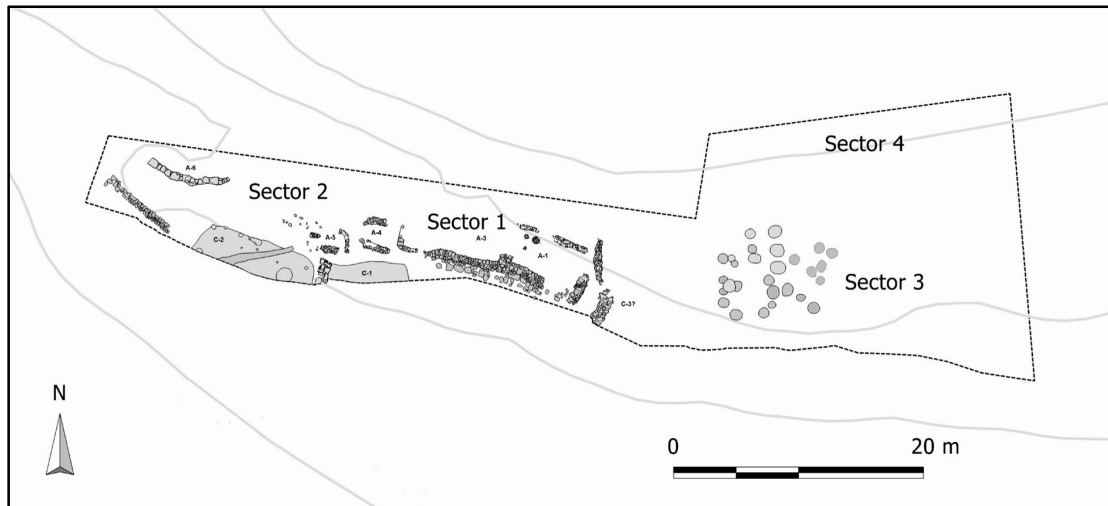 Sector 4
A-6
Sector 2
Sector 1
A-5
A-4
A-3
A-1
C-2
C-1
C-3?
Sector 3
N
0
20 m